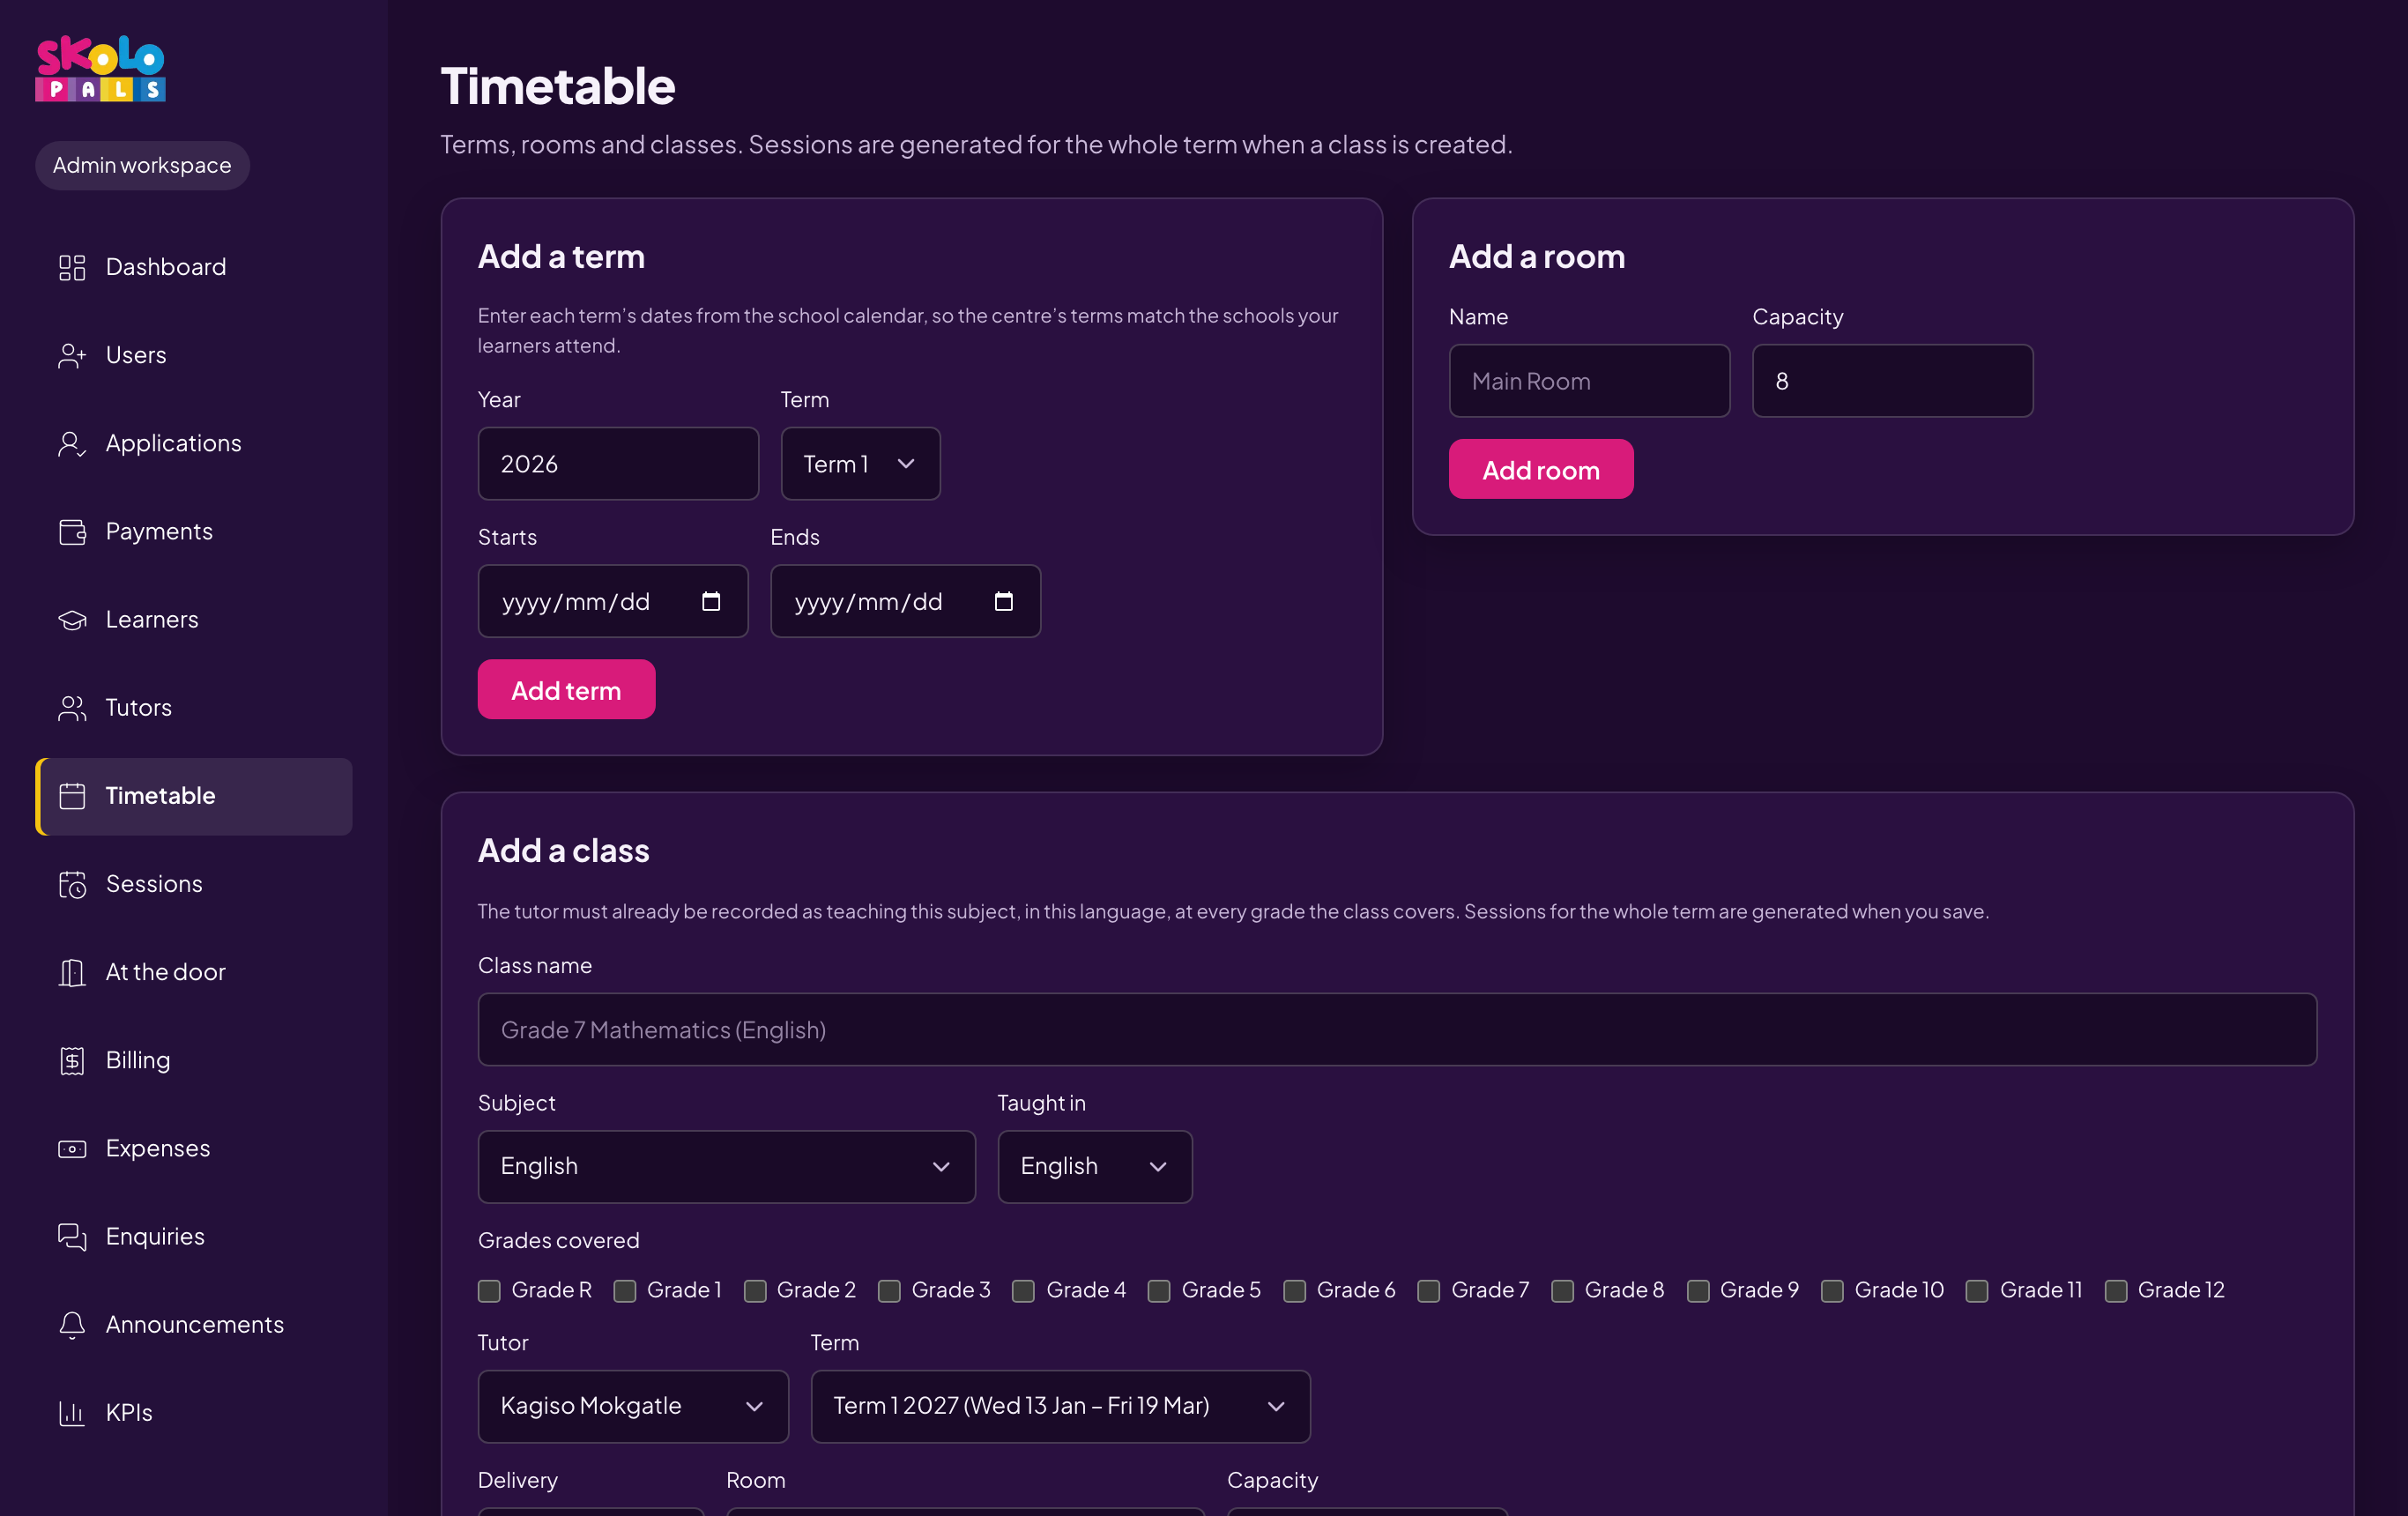 SKOLO
PALS
Admin workspace
Dashboard
Users
Applications
Payments
Learners
Tutors
Timetable
Sessions
At the door
Billing
Expenses
Enquiries
Announcements
KPIs
Timetable
Terms, rooms and classes. Sessions are generated for the whole term when a class is created.
Add a term
Enter each term’s dates from the school calendar, so the centre’s terms match the schools your
learners attend.
Year Term
2026 Term 1
Starts Ends
yyyy/mm/dd yyyy/mm/dd
Add term
Add a room
Name Capacity
Main Room 8
Add room
Add a class
The tutor must already be recorded as teaching this subject, in this language, at every grade the class covers. Sessions for the whole term are generated when you save.
Class name
Grade 7 Mathematics (English)
Subject Taught in
English English
Grades covered
Grade R Grade 1 Grade 2 Grade 3 Grade 4 Grade 5 Grade 6 Grade 7 Grade 8 Grade 9 Grade 10 Grade 11 Grade 12
Tutor Term
Kagiso Mokgatle Term 1 2027 (Wed 13 Jan – Fri 19 Mar)
Delivery Room Capacity